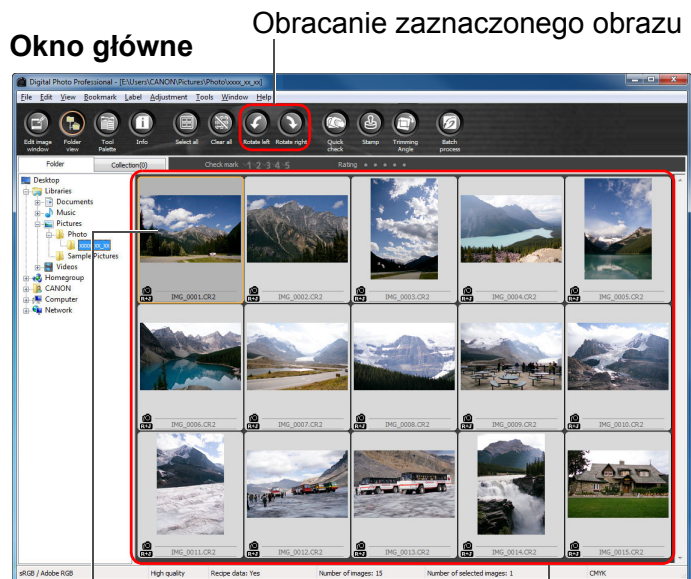 Obracanie zaznaczonego obrazu
Okno główne
Digital Photo Professional - [E:\Users\CANON\Pictures\Photo\xxxx_xx_xx]
File Edit View Bookmark Label Adjustment Tools Window Help
Edit image window Folder view Tool Palette Info Select all Clear all Rotate left Rotate right Quick check Stamp Trimming Angle Batch process
Folder Collection(0) Check mark 1 2 3 4 5 Rating
Desktop
Libraries
Documents
Music
Pictures
Photo
xxxx_xx_xx
Sample Pictures
Videos
Homegroup
CANON
Computer
Network
R+J IMG_0001.CR2 R+J IMG_0002.CR2 R+J IMG_0003.CR2 R+J IMG_0004.CR2 R+J IMG_0005.CR2
R+J IMG_0006.CR2 R+J IMG_0007.CR2 R+J IMG_0008.CR2 R+J IMG_0009.CR2 R+J IMG_0010.CR2
R+J IMG_0011.CR2 R+J IMG_0012.CR2 R+J IMG_0013.CR2 R+J IMG_0014.CR2 R+J IMG_0015.CR2
sRGB / Adobe RGB High quality Recipe data: Yes Number of images: 15 Number of selected images: 1 CMYK